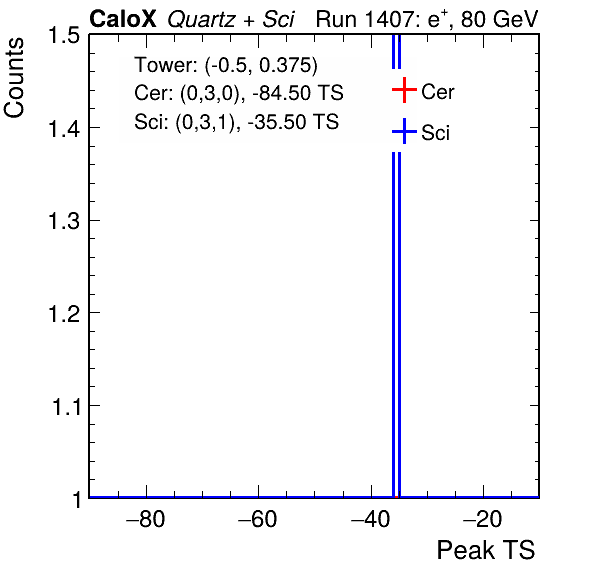 CaloX Quartz + Sci Run 1407: e⁺, 80 GeV
Counts
1.5
1.4
1.3
1.2
1.1
1
Tower: (-0.5, 0.375)
Cer: (0,3,0), -84.50 TS
Sci: (0,3,1), -35.50 TS
Cer
Sci
−80 −60 −40 −20
Peak TS